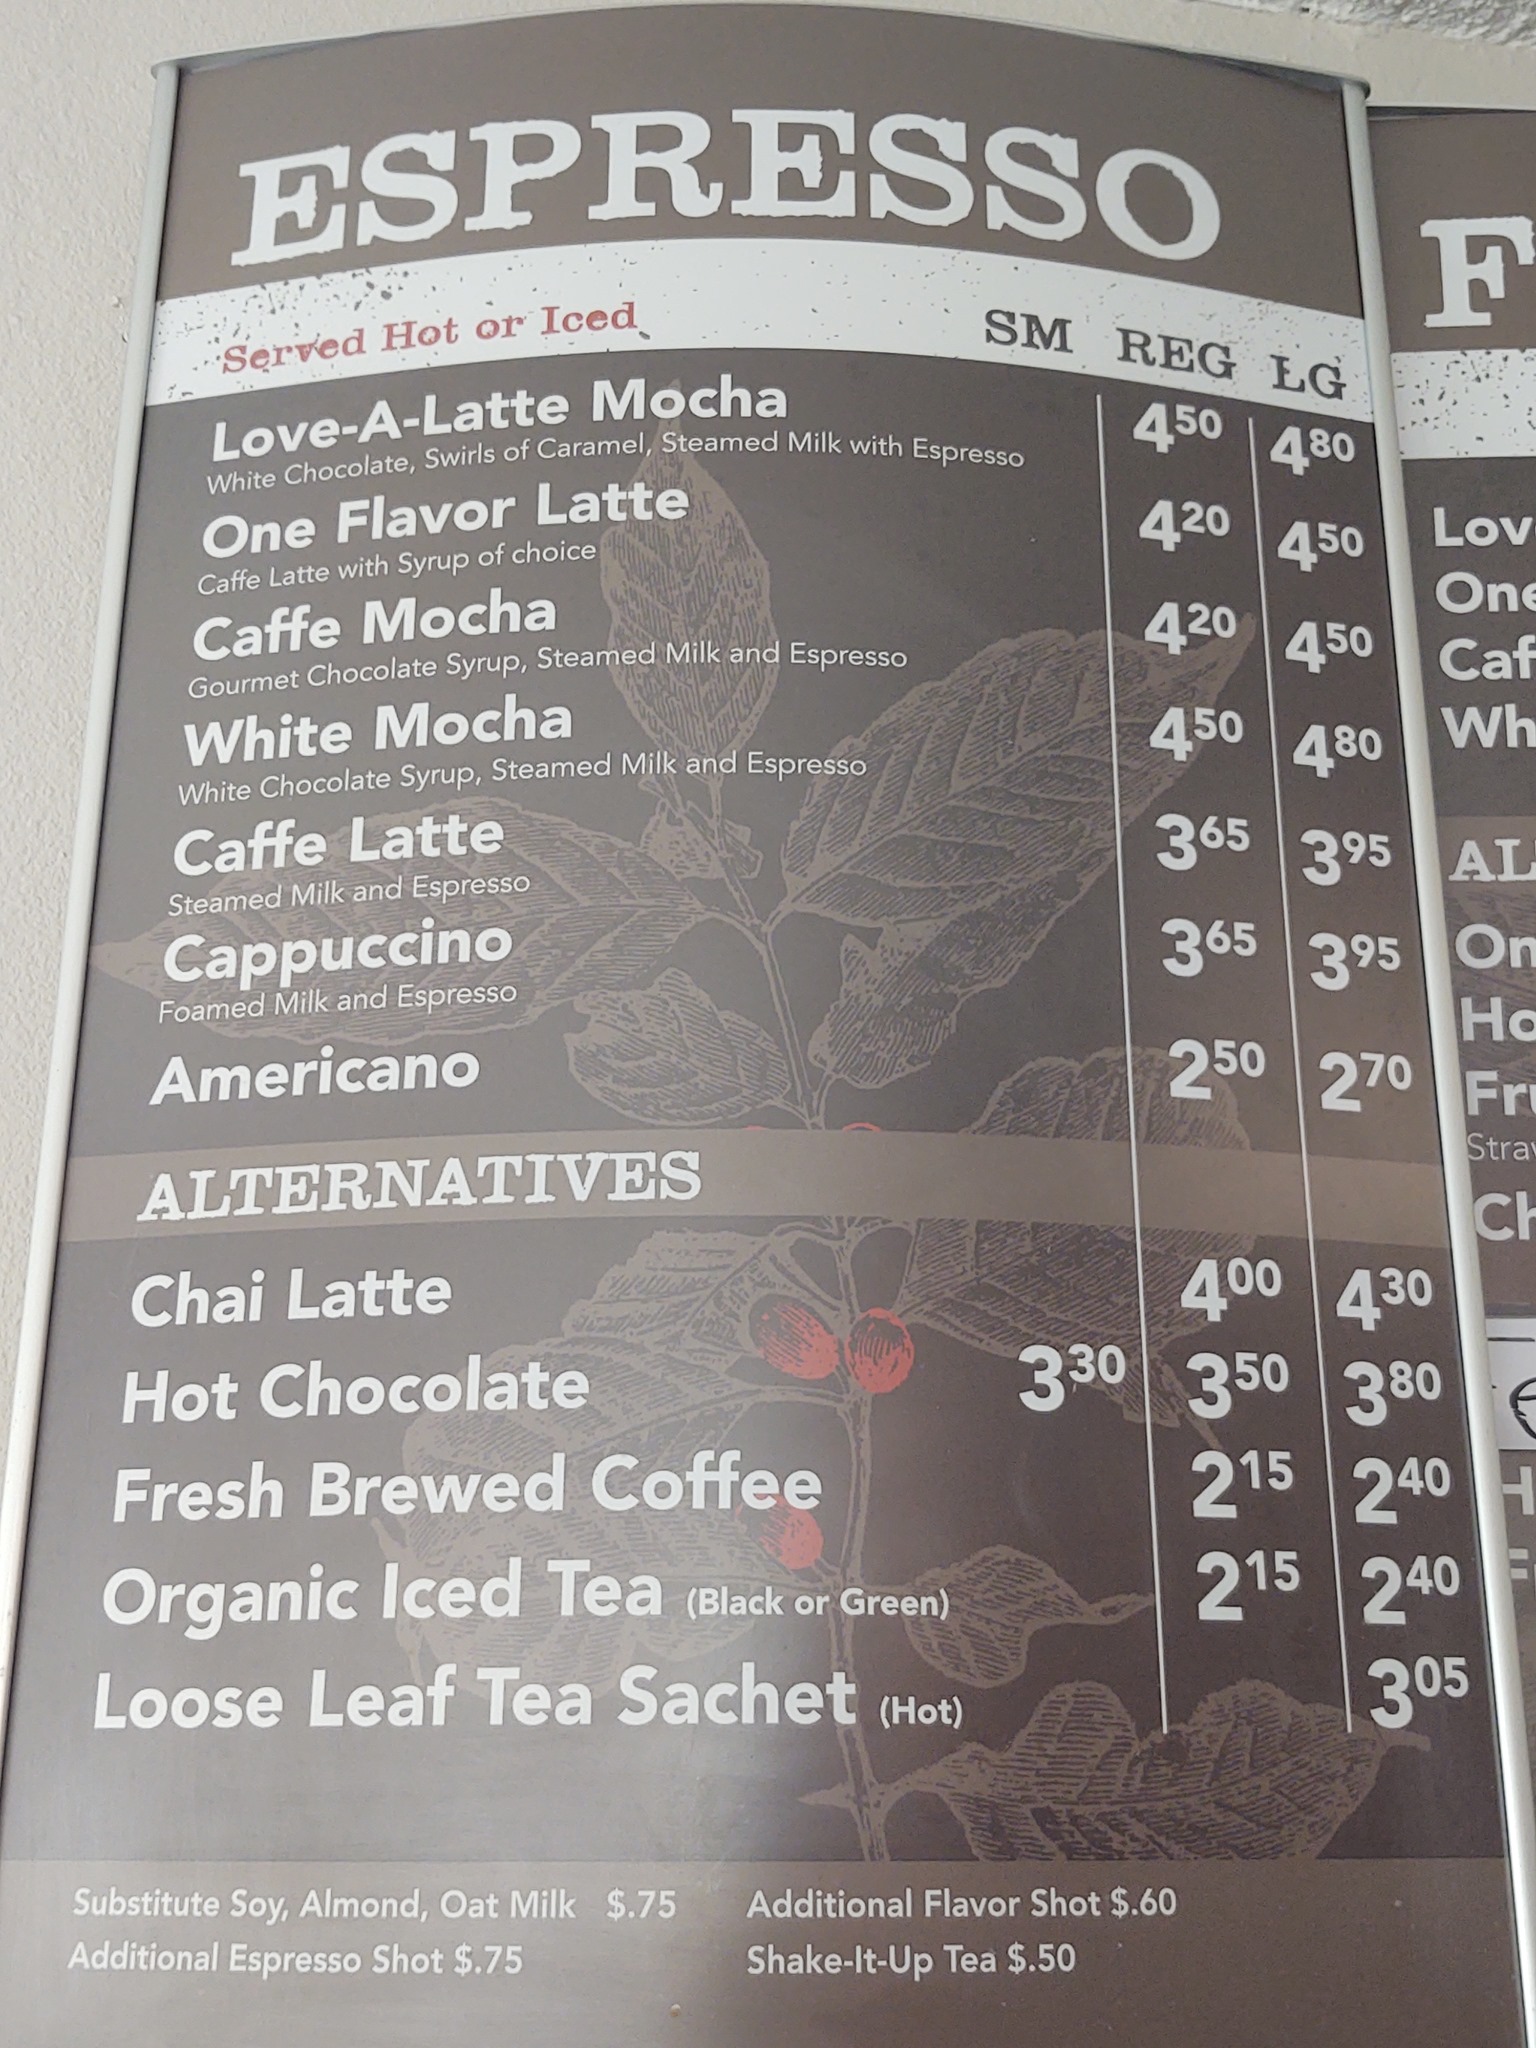 ESPRESSO
Served Hot or Iced SM REG LG
Love-A-Latte Mocha 4.50 4.80
White Chocolate, Swirls of Caramel, Steamed Milk with Espresso
One Flavor Latte 4.20 4.50
Caffe Latte with Syrup of choice
Caffe Mocha 4.20 4.50
Gourmet Chocolate Syrup, Steamed Milk and Espresso
White Mocha 4.50 4.80
White Chocolate Syrup, Steamed Milk and Espresso
Caffe Latte 3.65 3.95
Steamed Milk and Espresso
Cappuccino 3.65 3.95
Foamed Milk and Espresso
Americano 2.50 2.70
ALTERNATIVES
Chai Latte 4.00 4.30
Hot Chocolate 3.30 3.50 3.80
Fresh Brewed Coffee 2.15 2.40
Organic Iced Tea (Black or Green) 2.15 2.40
Loose Leaf Tea Sachet (Hot) 3.05
Substitute Soy, Almond, Oat Milk $.75 Additional Flavor Shot $.60
Additional Espresso Shot $.75 Shake-It-Up Tea $.50